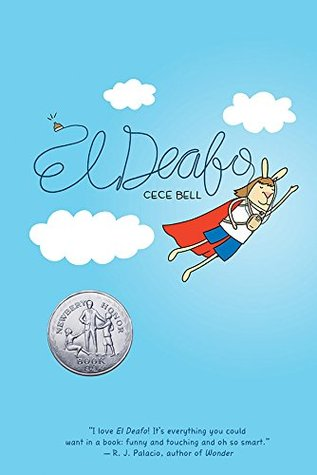 El Deafo
CECE BELL
NEWBERY HONOR
BOOK
"I love El Deafo! It's everything you could
want in a book: funny and touching and oh so smart."
— R. J. Palacio, author of Wonder